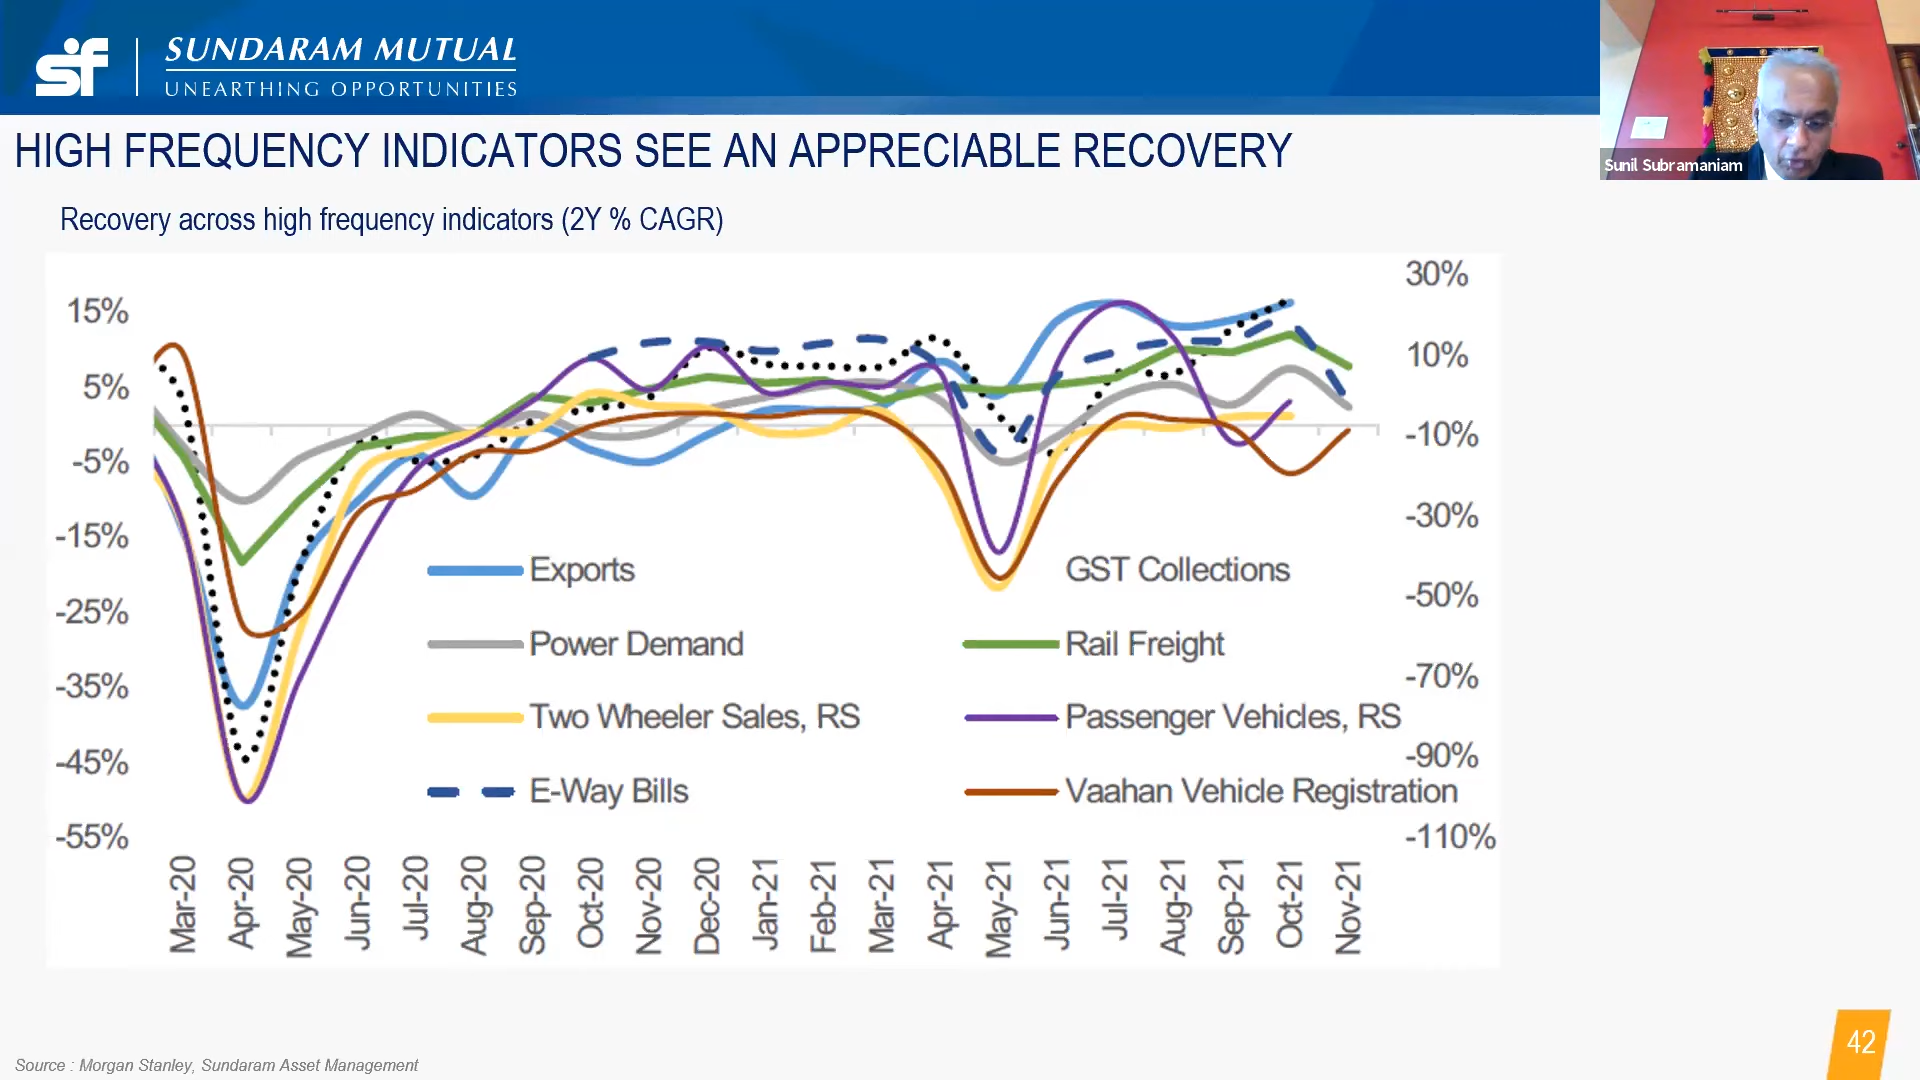 sf
SUNDARAM MUTUAL
UNEARTHING OPPORTUNITIES
Sunil Subramaniam
HIGH FREQUENCY INDICATORS SEE AN APPRECIABLE RECOVERY
Recovery across high frequency indicators (2Y % CAGR)
15%
5%
-5%
-15%
-25%
-35%
-45%
-55%
30%
10%
-10%
-30%
-50%
-70%
-90%
-110%
Exports
GST Collections
Power Demand
Rail Freight
Two Wheeler Sales, RS
Passenger Vehicles, RS
E-Way Bills
Vaahan Vehicle Registration
Mar-20
Apr-20
May-20
Jun-20
Jul-20
Aug-20
Sep-20
Oct-20
Nov-20
Dec-20
Jan-21
Feb-21
Mar-21
Apr-21
May-21
Jun-21
Jul-21
Aug-21
Sep-21
Oct-21
Nov-21
42
Source : Morgan Stanley, Sundaram Asset Management